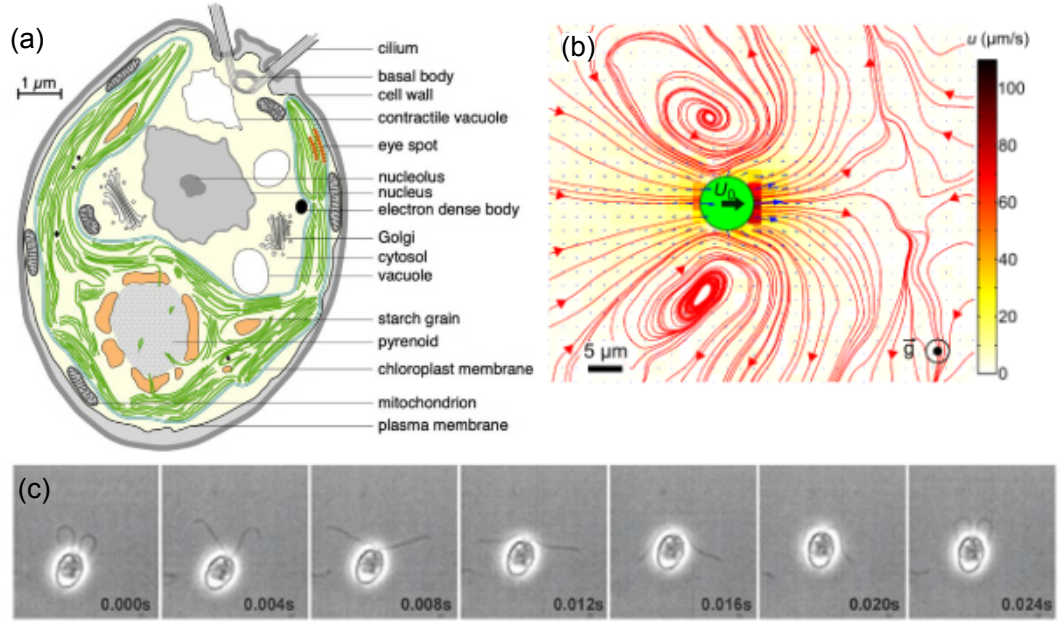 (a)
1 µm
cilium
basal body
cell wall
contractile vacuole
eye spot
nucleolus
nucleus
electron dense body
Golgi
cytosol
vacuole
starch grain
pyrenoid
chloroplast membrane
mitochondrion
plasma membrane
(b)
u (µm/s)
100
80
60
40
20
0
U₀
5 µm
g
(c)
0.000s
0.004s
0.008s
0.012s
0.016s
0.020s
0.024s